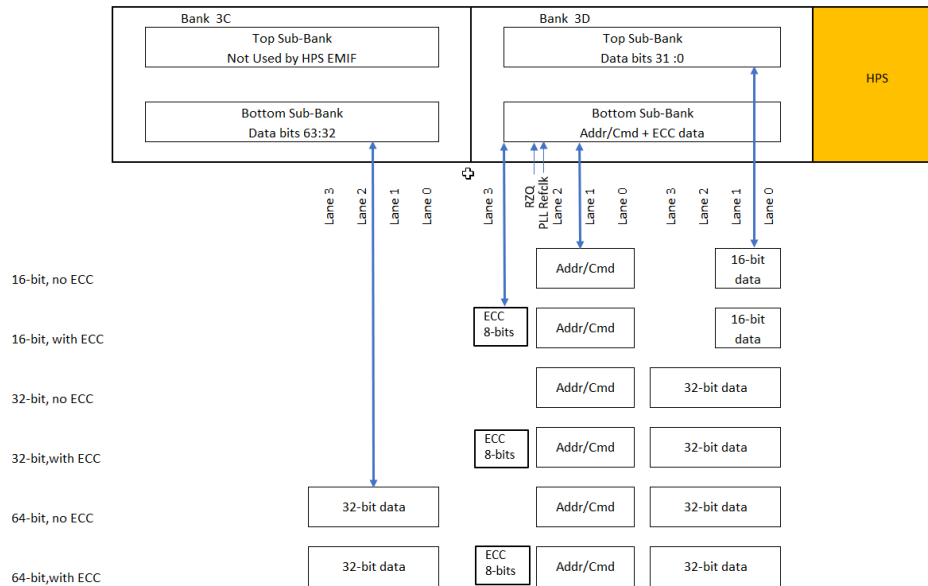 Bank 3C
Bank 3D
Top Sub-Bank
Not Used by HPS EMIF
Top Sub-Bank
Data bits 31 :0
HPS
Bottom Sub-Bank
Data bits 63:32
Bottom Sub-Bank
Addr/Cmd + ECC data
Lane 3
Lane 2
Lane 1
Lane 0
Lane 3
RZQ
PLL Refclk
Lane 2
Lane 1
Lane 0
Lane 3
Lane 2
Lane 1
Lane 0
16-bit, no ECC
Addr/Cmd
16-bit
data
16-bit, with ECC
ECC
8-bits
Addr/Cmd
16-bit
data
32-bit, no ECC
Addr/Cmd
32-bit data
32-bit,with ECC
ECC
8-bits
Addr/Cmd
32-bit data
64-bit, no ECC
32-bit data
Addr/Cmd
32-bit data
64-bit,with ECC
32-bit data
ECC
8-bits
Addr/Cmd
32-bit data